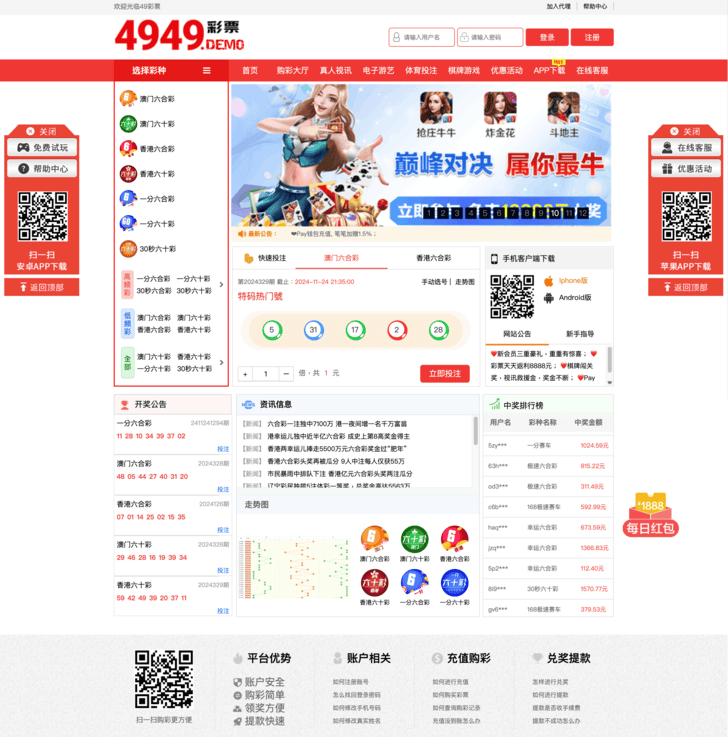 欢迎光临49彩票
加入代理 | 帮助中心
4949彩票
.DEMO
请输入用户名
请输入密码
登录
注册
选择彩种
首页 购彩大厅 真人视讯 电子游艺 体育投注 棋牌游戏 优惠活动 APP下载 在线客服
澳门六合彩
澳门六十彩
香港六合彩
香港六十彩
一分六合彩
一分六十彩
30秒六十彩
高频彩
一分六合彩 一分六十彩
30秒六合彩 30秒六十彩
低频彩
澳门六合彩 澳门六十彩
香港六合彩 香港六十彩
全部
澳门六十彩 香港六十彩
一分六十彩 30秒六十彩
关闭
免费试玩
帮助中心
扫一扫
安卓APP下载
返回顶部
抢庄牛牛 炸金花 斗地主
巅峰对决 属你最牛
1 2 3 4 5 6 7 8 9 10 11 12
最新公告：
❤Pay钱包充值, 笔笔加赠1.5%；
快速投注
澳门六合彩
香港六合彩
第2024329期 截止：2024-11-24 21:35:00
手动选号 | 走势图
特码热门號
5 31 17 2 28
+ 1 −
倍，共 1 元
立即投注
手机客户端下载
Iphone版
Android版
网站公告
新手指导
❤新会员三重豪礼，重重有惊喜； ❤
彩票天天返利8888元； ❤棋牌闯关
奖，视讯救援金，奖金不断； ❤Pay
关闭
在线客服
优惠活动
扫一扫
苹果APP下载
返回顶部
开奖公告
一分六合彩 2411241294期
11 28 10 34 39 37 02
投注
澳门六合彩 2024328期
48 05 44 27 40 31 20
投注
香港六合彩 2024126期
07 01 14 25 02 15 35
投注
澳门六十彩 2024328期
29 46 28 16 19 39 34
投注
香港六十彩 2024329期
59 42 49 39 20 37 11
投注
资讯信息
[新闻] 六合彩一注大中7100万 港一夜间增一名千万富翁
[新闻] 港幸运儿独中近半亿六合彩 成史上第8高奖金得主
[新闻] 香港两幸运儿捧走5500万元六合彩奖金过“肥年”
[新闻] 香港六合彩头奖再被瓜分 9人中注每人仅获55万
[新闻] 市民暴雨中排队下注 香港亿元六合彩头奖两注瓜分
[新闻] 辽宁彩民独揽5注体彩一等奖，总奖金高达5563万
走势图
澳门六合彩 澳门六十彩 香港六合彩
香港六十彩 一分六合彩 一分六十彩
中奖排行榜
用户名 彩种名称 中奖金额
5zy*** 一分赛车 1024.59元
63n*** 极速六合彩 815.22元
od3*** 极速六合彩 311.49元
c6b*** 168极速赛车 592.99元
haq*** 幸运六合彩 673.59元
jzq*** 幸运六合彩 1366.83元
5p2*** 幸运六合彩 112.40元
8l9*** 30秒六十彩 1570.77元
gv6*** 168极速赛车 379.53元
1888
每日红包
扫一扫购彩更方便
平台优势
账户安全
购彩简单
领奖方便
提款快速
账户相关
如何注册账号
怎么找回登录密码
如何修改手机号码
如何修改真实姓名
充值购彩
如何进行充值
如何购买彩票
如何查询购彩记录
充值没到账怎么办
兑奖提款
怎样进行兑奖
如何进行提款
提款是否收手续费
提款不成功怎么办